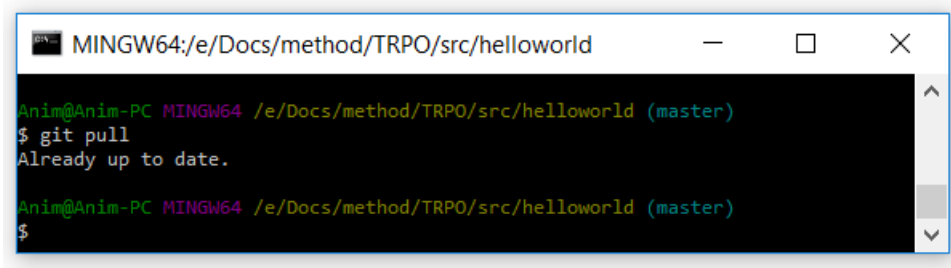 MINGW64:/e/Docs/method/TRPO/src/helloworld
Anim@Anim-PC MINGW64 /e/Docs/method/TRPO/src/helloworld (master)
$ git pull
Already up to date.
Anim@Anim-PC MINGW64 /e/Docs/method/TRPO/src/helloworld (master)
$